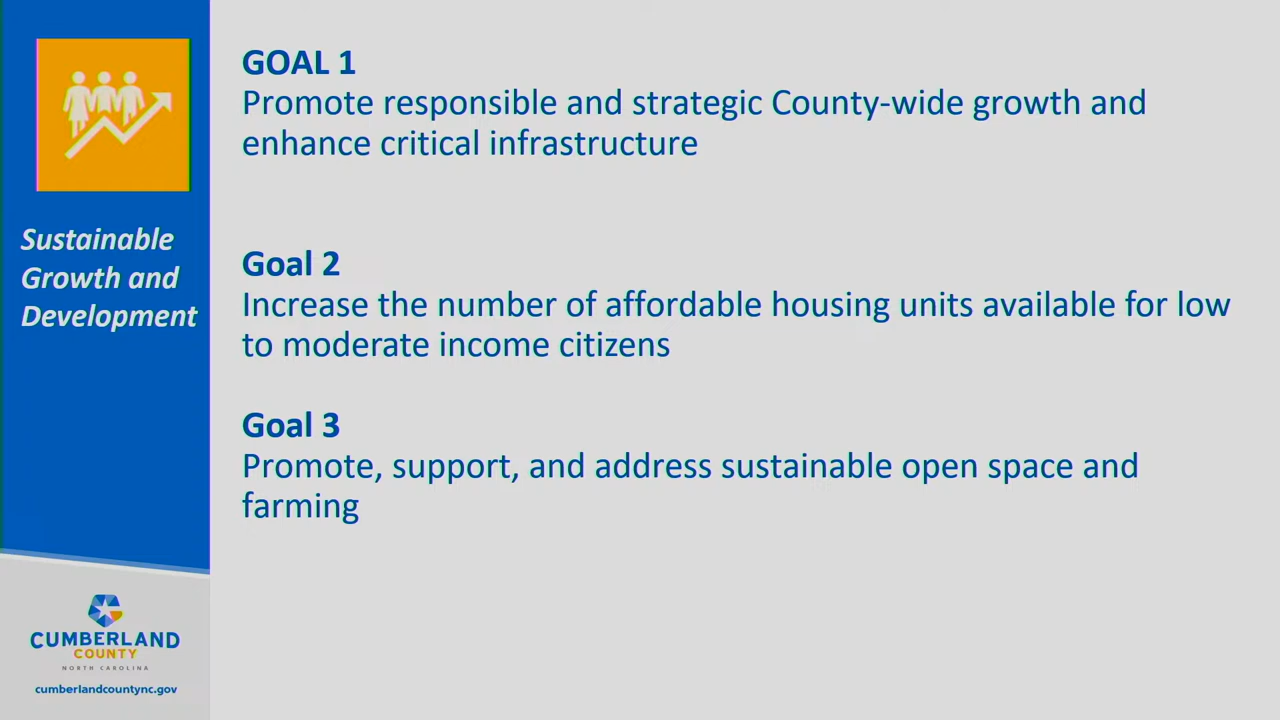 Sustainable
Growth and
Development
GOAL 1
Promote responsible and strategic County-wide growth and
enhance critical infrastructure
Goal 2
Increase the number of affordable housing units available for low
to moderate income citizens
Goal 3
Promote, support, and address sustainable open space and
farming
CUMBERLAND
COUNTY
NORTH CAROLINA
cumberlandcountync.gov